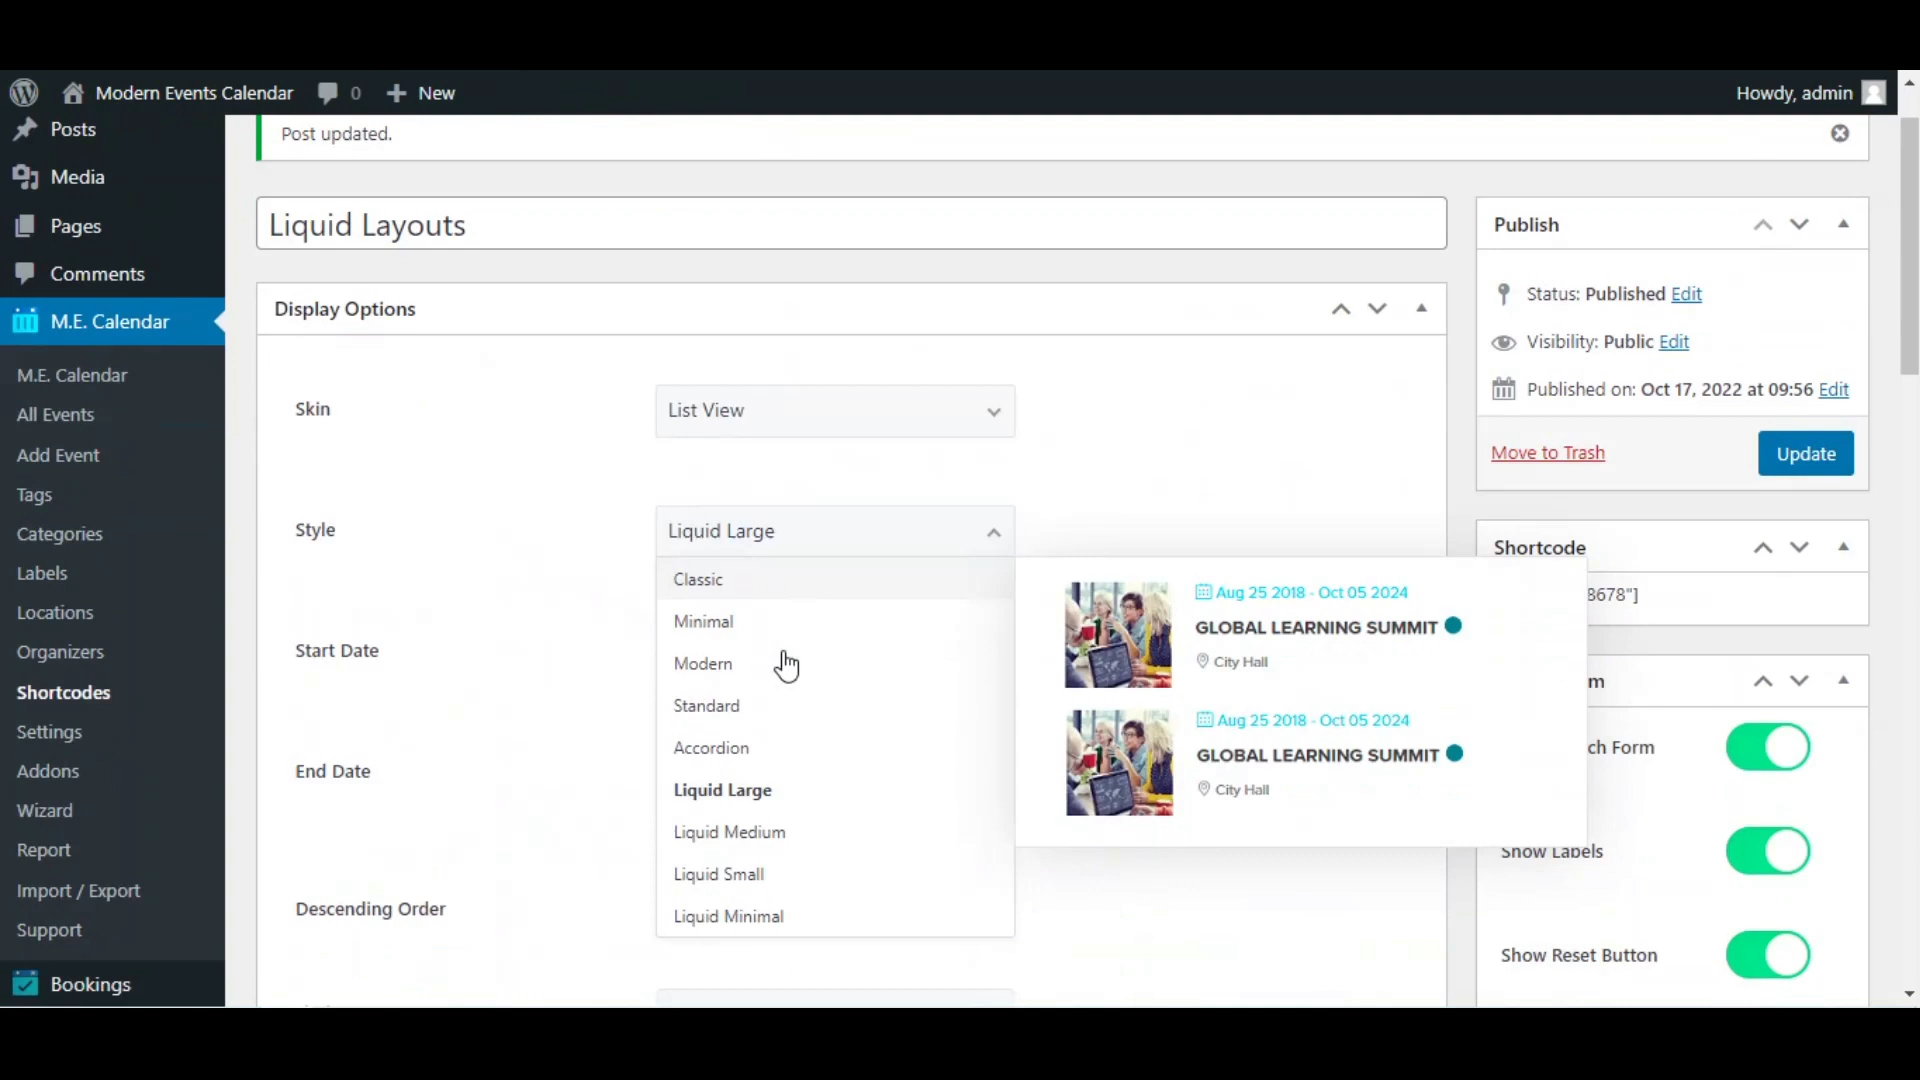 Modern Events Calendar 0 New Howdy, admin
Posts
Media
Pages
Comments
M.E. Calendar
M.E. Calendar
All Events
Add Event
Tags
Categories
Labels
Locations
Organizers
Shortcodes
Settings
Addons
Wizard
Report
Import / Export
Support
Bookings
Post updated.
Liquid Layouts
Display Options
Skin
List View
Style
Liquid Large
Classic
Minimal
Modern
Standard
Accordion
Liquid Large
Liquid Medium
Liquid Small
Liquid Minimal
Start Date
End Date
Descending Order
Aug 25 2018 - Oct 05 2024
GLOBAL LEARNING SUMMIT
City Hall
Aug 25 2018 - Oct 05 2024
GLOBAL LEARNING SUMMIT
City Hall
Publish
Status: Published Edit
Visibility: Public Edit
Published on: Oct 17, 2022 at 09:56 Edit
Move to Trash
Update
Shortcode
8678"]
m
ch Form
Show Labels
Show Reset Button